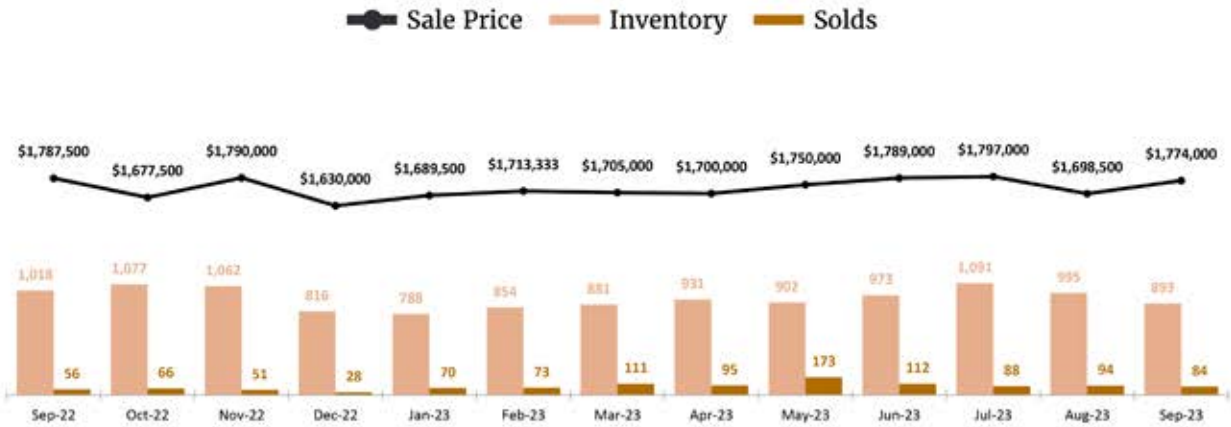 Sale Price Inventory Solds
$1,787,500 $1,677,500 $1,790,000 $1,630,000 $1,689,500 $1,713,333 $1,705,000 $1,700,000 $1,750,000 $1,789,000 $1,797,000 $1,698,500 $1,774,000
1,018 1,077 1,062 816 788 854 881 931 902 973 1,091 995 893
56 66 51 28 70 73 111 95 173 112 88 94 84
Sep-22 Oct-22 Nov-22 Dec-22 Jan-23 Feb-23 Mar-23 Apr-23 May-23 Jun-23 Jul-23 Aug-23 Sep-23